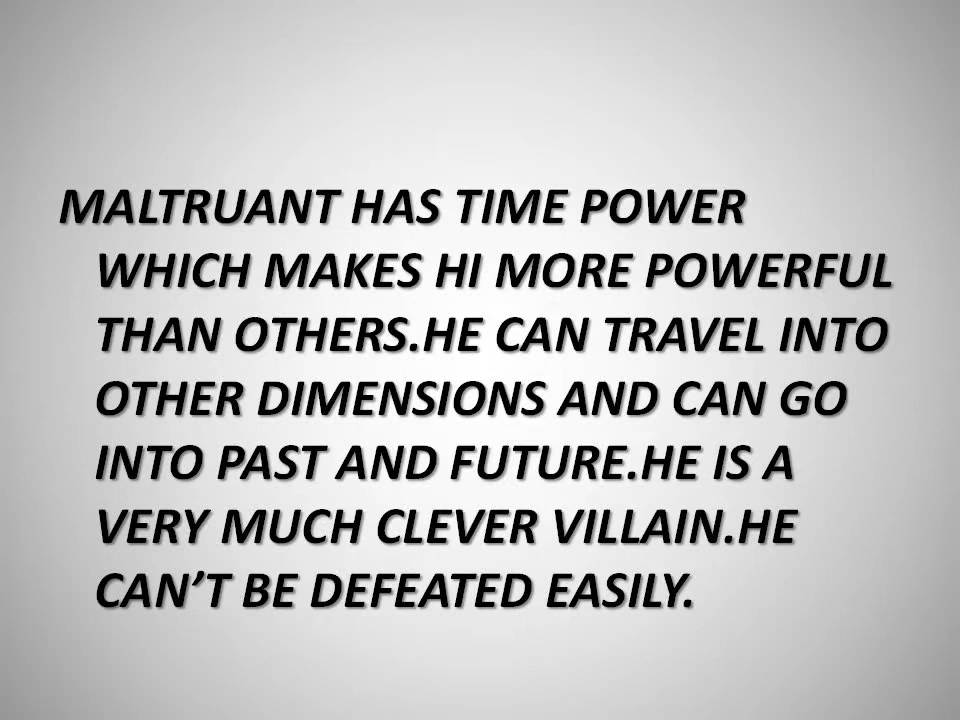 MALTRUANT HAS TIME POWER
WHICH MAKES HI MORE POWERFUL
THAN OTHERS.HE CAN TRAVEL INTO
OTHER DIMENSIONS AND CAN GO
INTO PAST AND FUTURE.HE IS A
VERY MUCH CLEVER VILLAIN.HE
CAN’T BE DEFEATED EASILY.